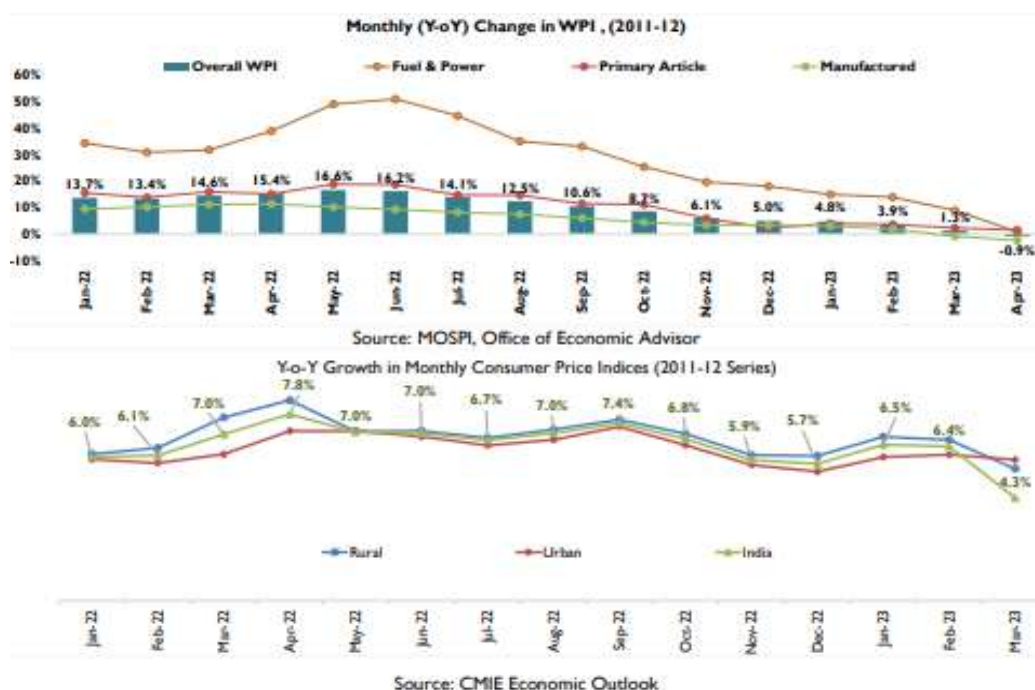 Monthly (Y-oY) Change in WPI , (2011-12)
Overall WPI Fuel & Power Primary Article Manufactured
60%
50%
40%
30%
20%
10%
0%
-10%
13.7% 13.4% 14.6% 15.4% 16.6% 16.2% 14.1% 12.5% 10.6% 8.7% 6.1% 5.0% 4.8% 3.9% 1.3% -0.9%
Jan-22 Feb-22 Mar-22 Apr-22 May-22 Jun-22 Jul-22 Aug-22 Sep-22 Oct-22 Nov-22 Dec-22 Jan-23 Feb-23 Mar-23 Apr-23
Source: MOSPI, Office of Economic Advisor
Y-o-Y Growth in Monthly Consumer Price Indices (2011-12 Series)
6.0% 6.1% 7.0% 7.8% 7.0% 7.0% 6.7% 7.0% 7.4% 6.8% 5.9% 5.7% 6.5% 6.4% 4.3%
Rural Urban India
Jan-22 Feb-22 Mar-22 Apr-22 May-22 Jun-22 Jul-22 Aug-22 Sep-22 Oct-22 Nov-22 Dec-22 Jan-23 Feb-23 Mar-23
Source: CMIE Economic Outlook